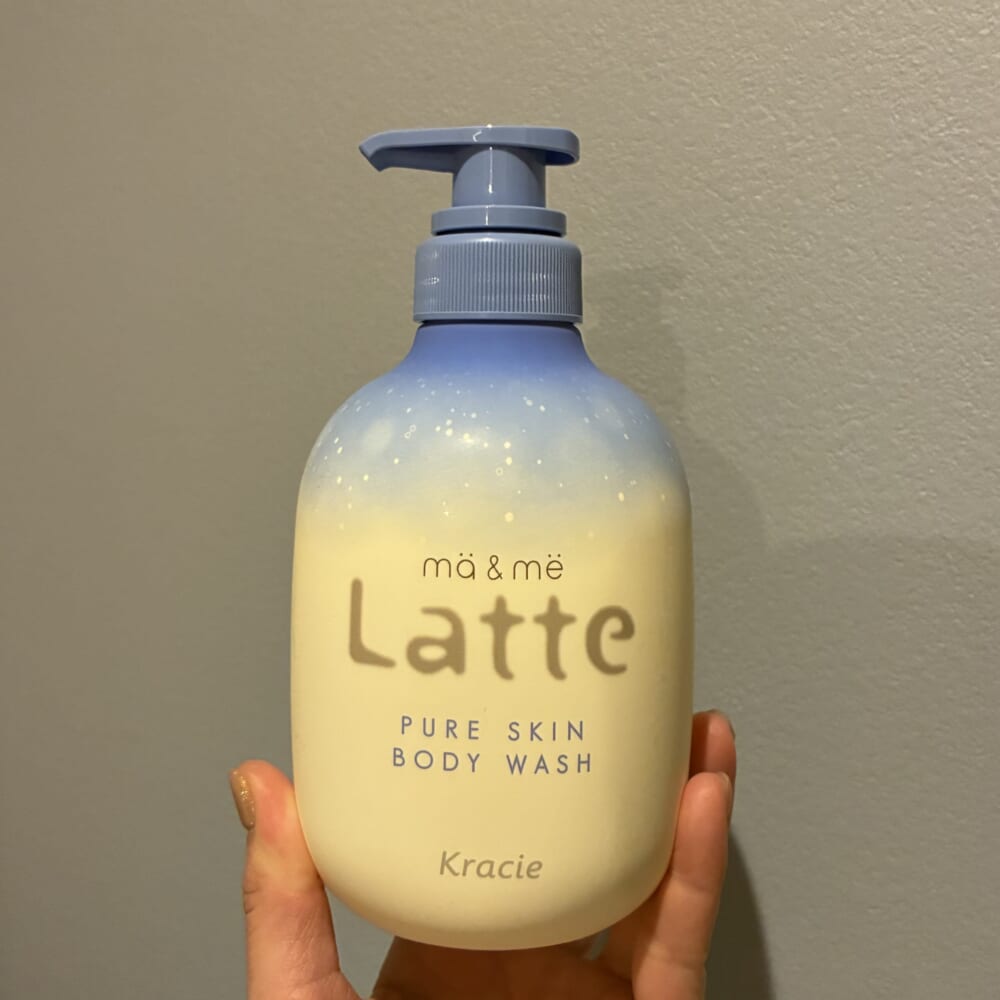 mä & më
Latte
PURE SKIN
BODY WASH
Kracie